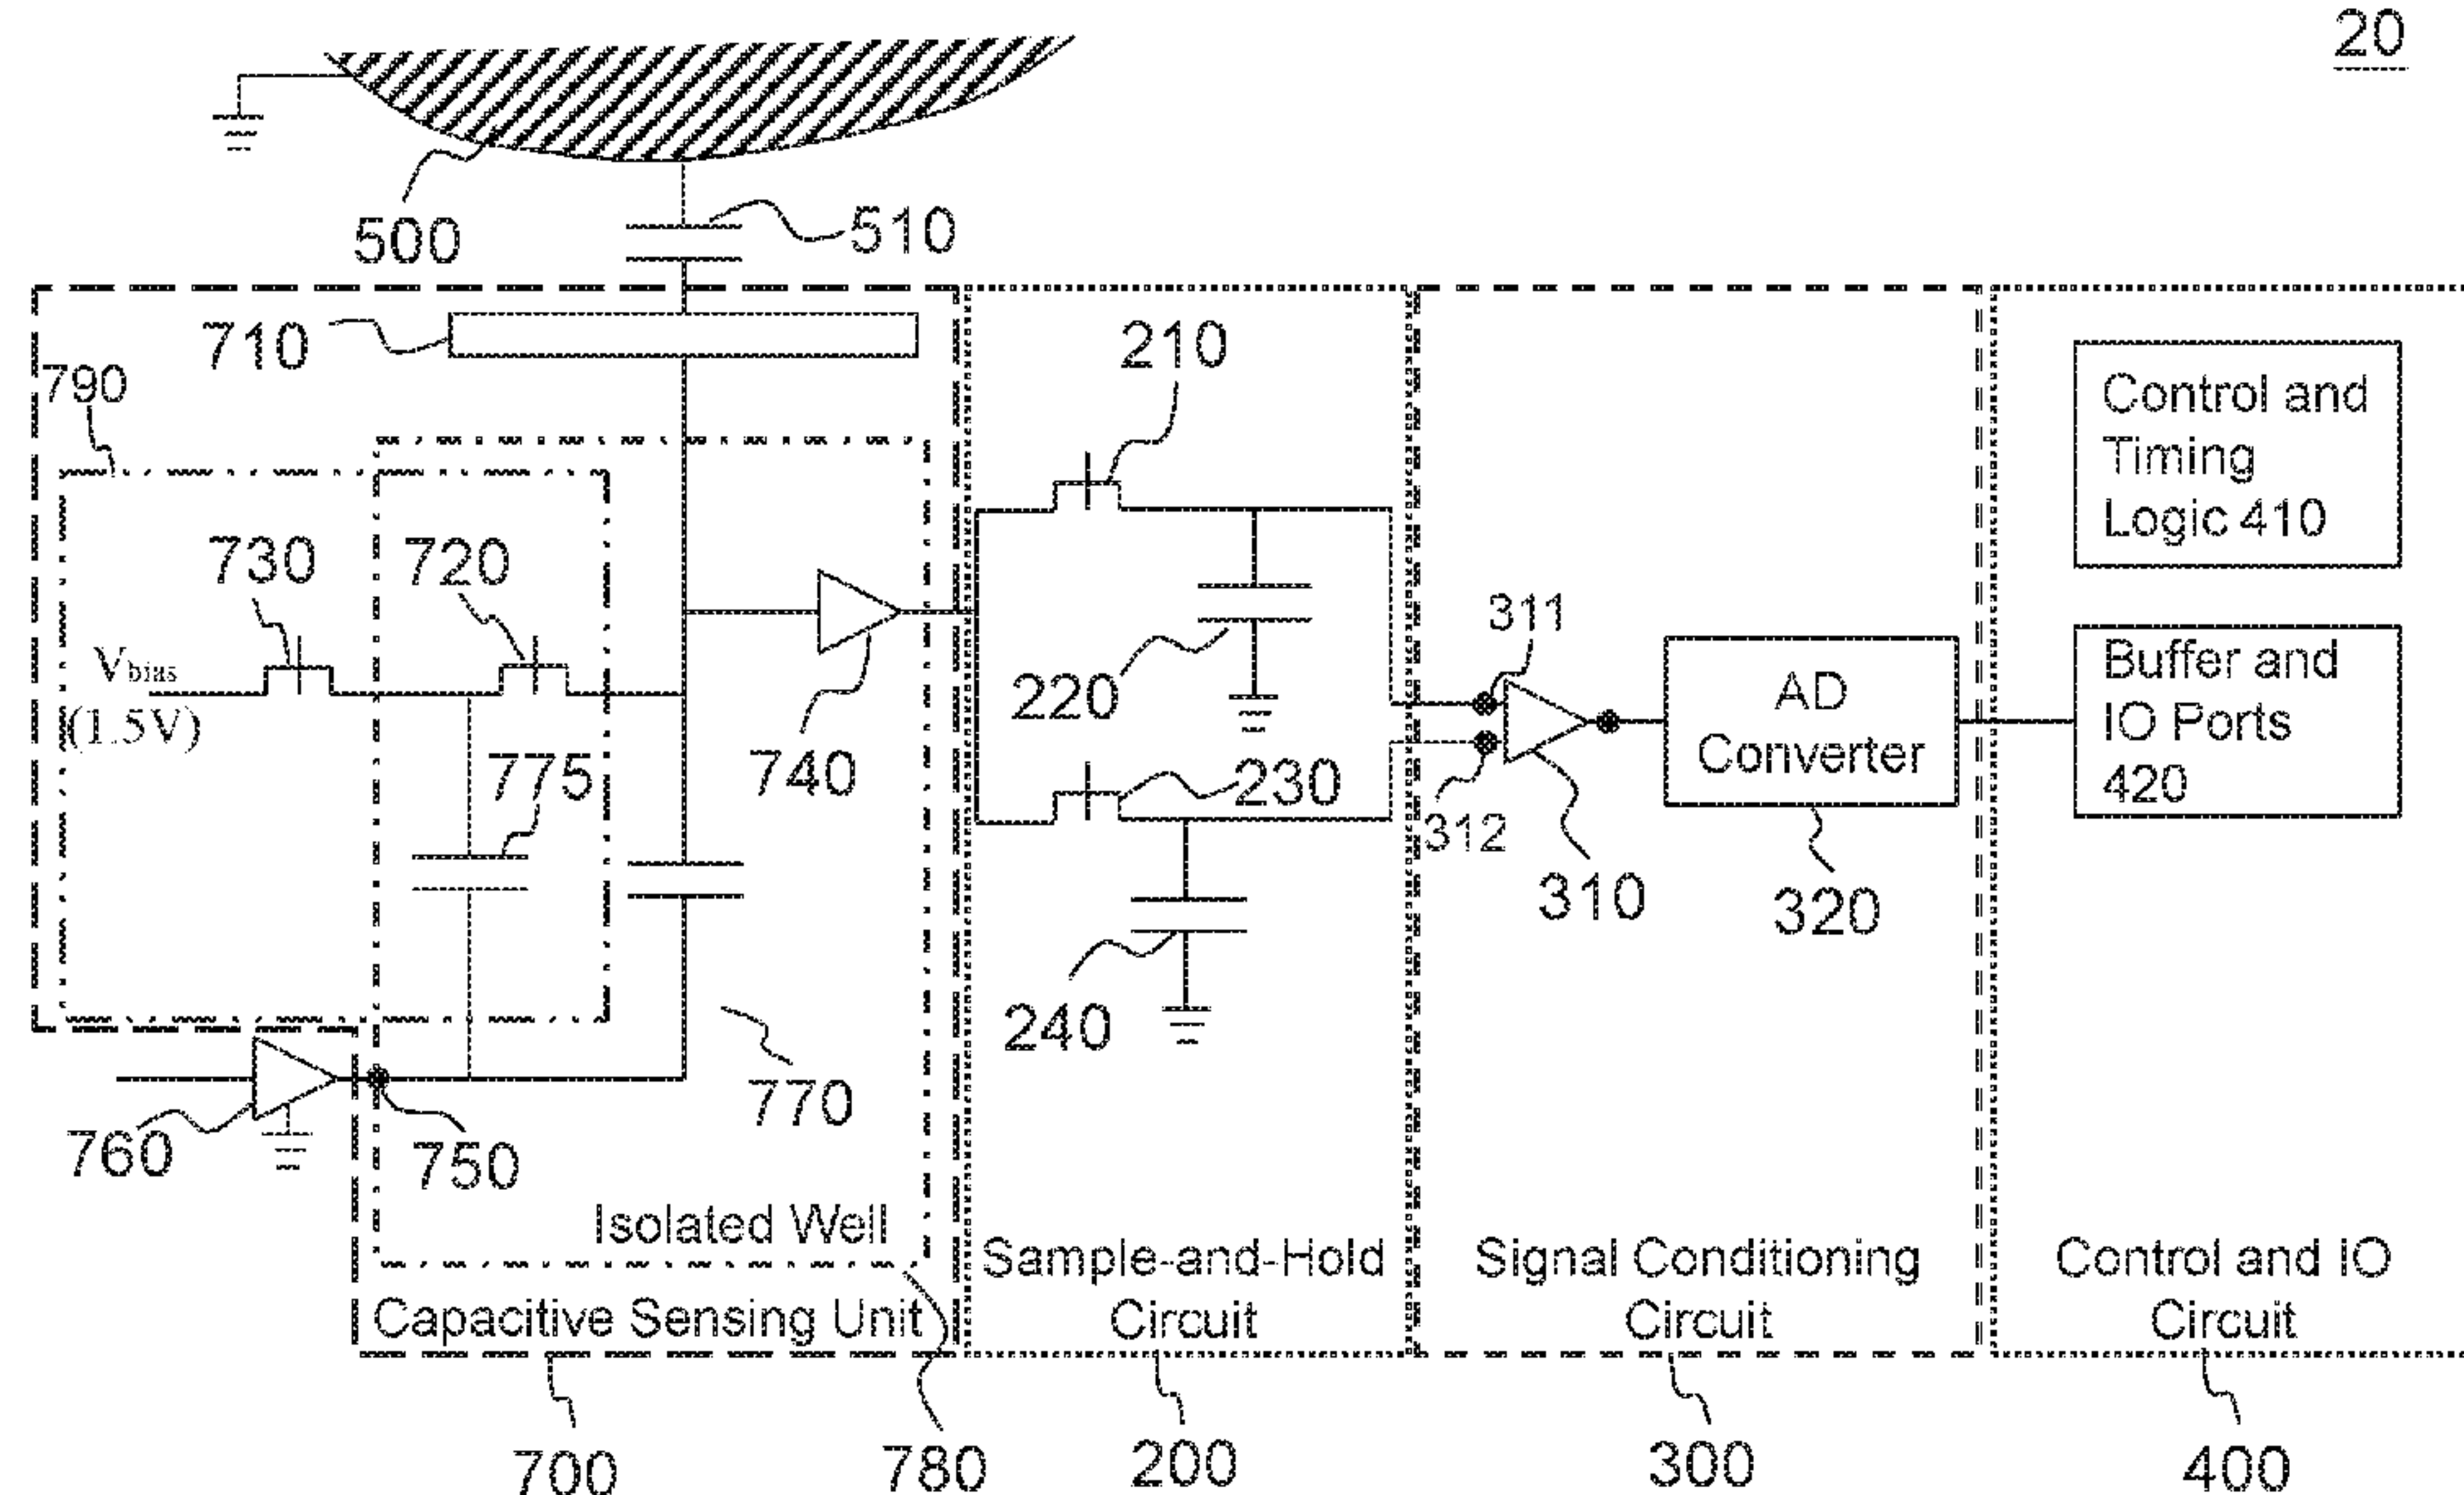 20
500
510
710
210
790
Control and
Timing
Logic 410
730
720
311
Vbias
(1.5V)
220
Buffer and
IO Ports
420
AD
Converter
740
775
230
312
310
320
240
770
760
750
Isolated Well
Capacitive Sensing Unit
Sample-and-Hold
Circuit
Signal Conditioning
Circuit
Control and IO
Circuit
700
780
200
300
400